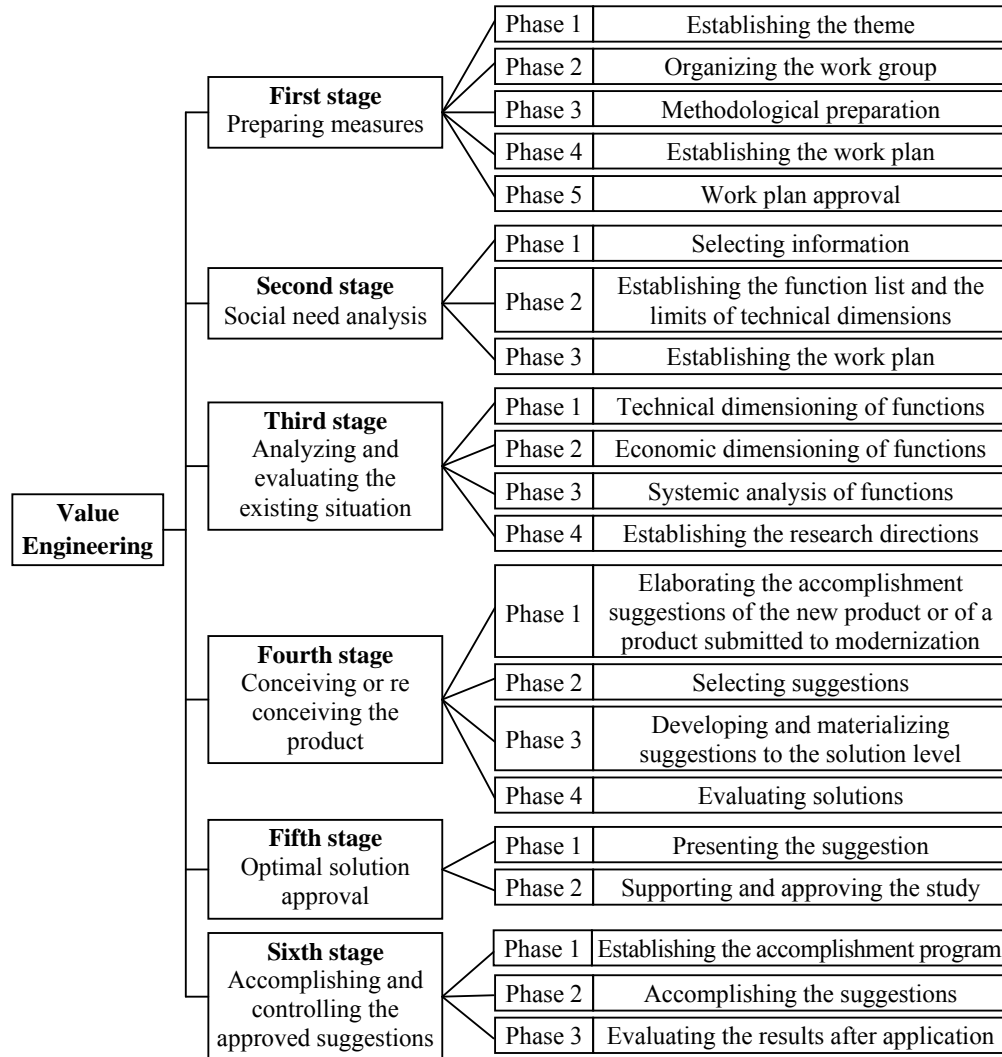 Value
Engineering
First stage
Preparing measures
Phase 1 Establishing the theme
Phase 2 Organizing the work group
Phase 3 Methodological preparation
Phase 4 Establishing the work plan
Phase 5 Work plan approval
Second stage
Social need analysis
Phase 1 Selecting information
Phase 2 Establishing the function list and the
limits of technical dimensions
Phase 3 Establishing the work plan
Third stage
Analyzing and
evaluating the
existing situation
Phase 1 Technical dimensioning of functions
Phase 2 Economic dimensioning of functions
Phase 3 Systemic analysis of functions
Phase 4 Establishing the research directions
Fourth stage
Conceiving or re
conceiving the
product
Phase 1 Elaborating the accomplishment
suggestions of the new product or of a
product submitted to modernization
Phase 2 Selecting suggestions
Phase 3 Developing and materializing
suggestions to the solution level
Phase 4 Evaluating solutions
Fifth stage
Optimal solution
approval
Phase 1 Presenting the suggestion
Phase 2 Supporting and approving the study
Sixth stage
Accomplishing and
controlling the
approved suggestions
Phase 1 Establishing the accomplishment program
Phase 2 Accomplishing the suggestions
Phase 3 Evaluating the results after application